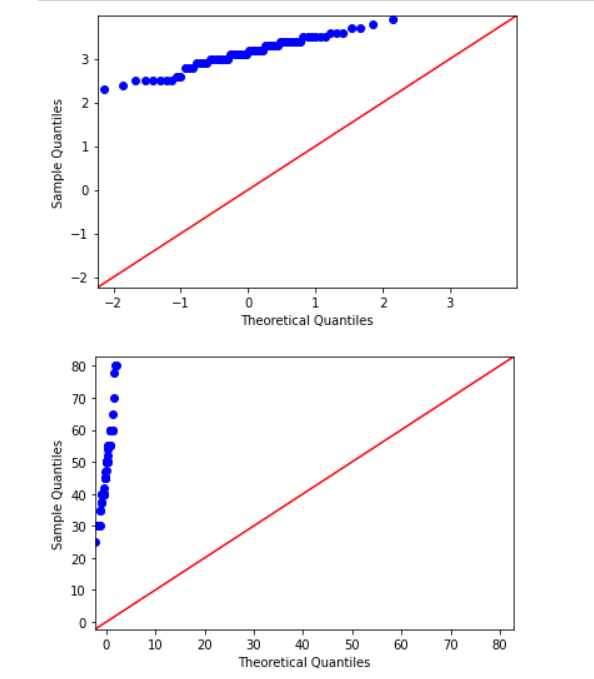 3
2
1
0
−1
−2
Sample Quantiles
−2 −1 0 1 2 3
Theoretical Quantiles
80
70
60
50
40
30
20
10
0
Sample Quantiles
0 10 20 30 40 50 60 70 80
Theoretical Quantiles